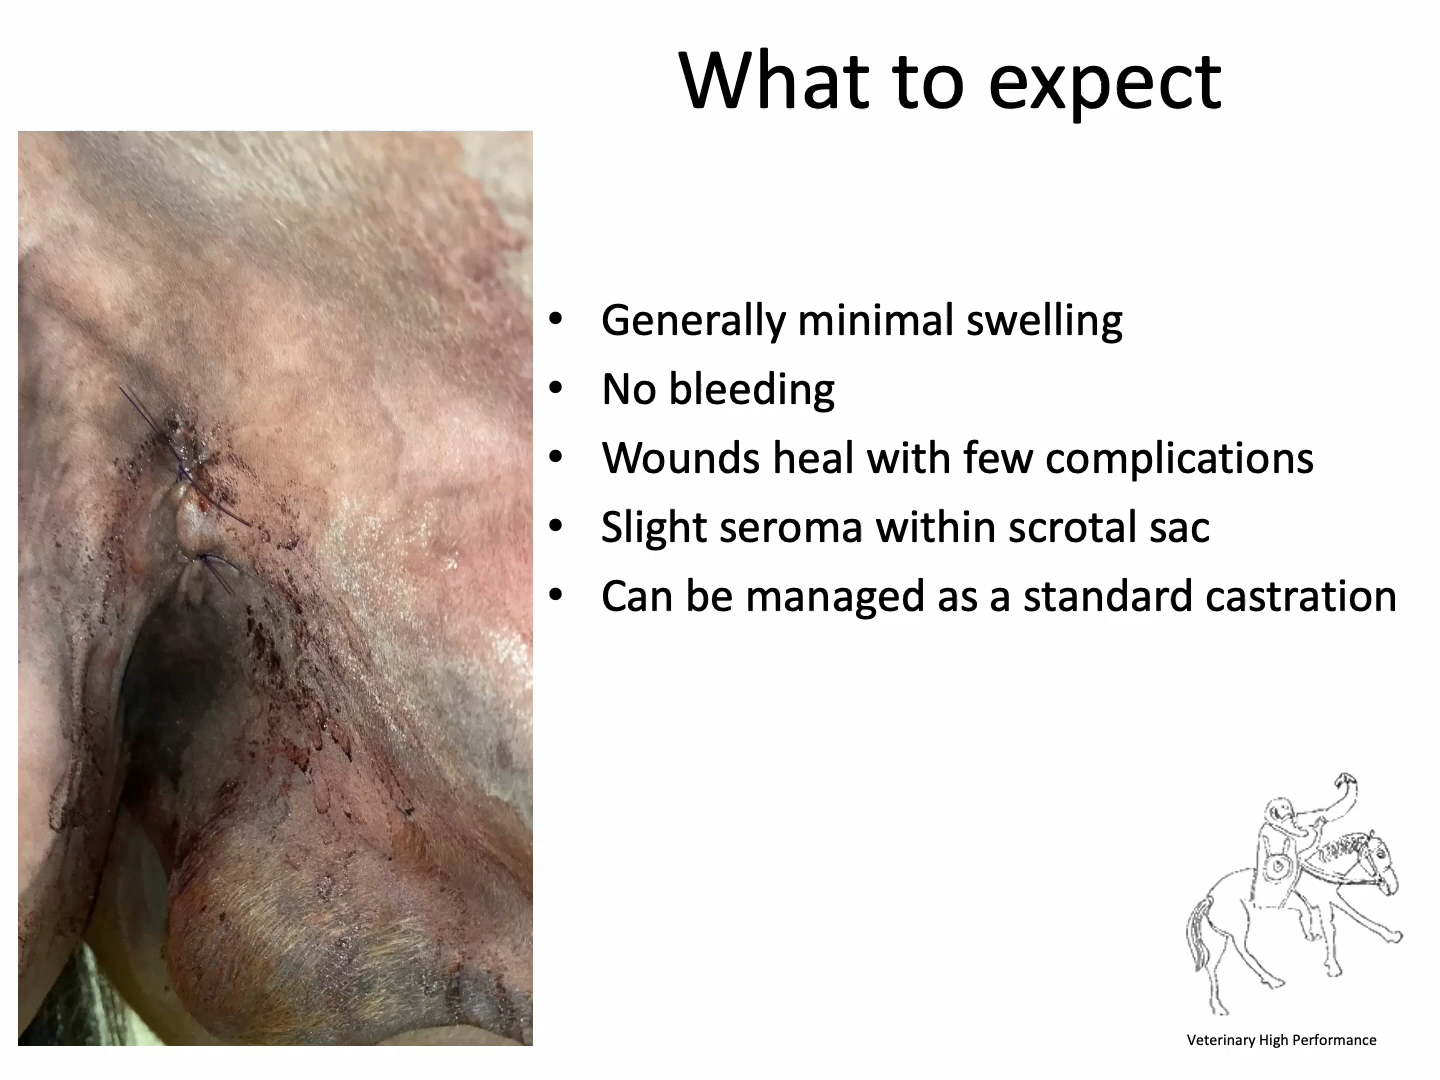 What to expect
• Generally minimal swelling
• No bleeding
• Wounds heal with few complications
• Slight seroma within scrotal sac
• Can be managed as a standard castration
Veterinary High Performance